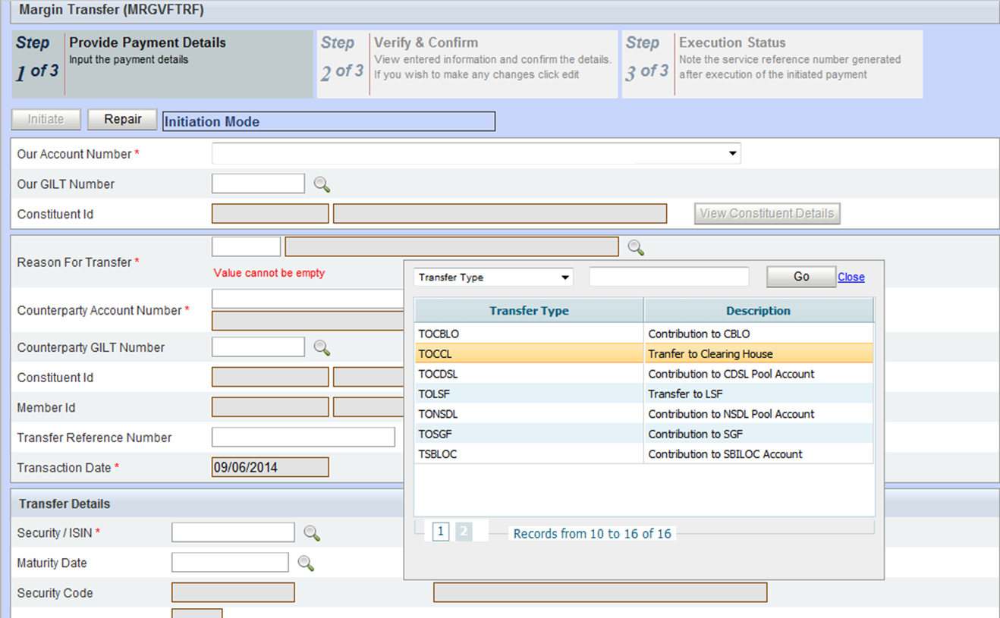 Margin Transfer (MRGVFTRF)
Step 1 of 3
Provide Payment Details
Input the payment details
Step 2 of 3
Verify & Confirm
View entered information and confirm the details.
If you wish to make any changes click edit
Step 3 of 3
Execution Status
Note the service reference number generated
after execution of the initiated payment
Initiate Repair Initiation Mode
Our Account Number *
Our GILT Number
Constituent Id View Constituent Details
Reason For Transfer *
Value cannot be empty
Counterparty Account Number *
Counterparty GILT Number
Constituent Id
Member Id
Transfer Reference Number
Transaction Date * 09/06/2014
Transfer Details
Security / ISIN *
Maturity Date
Security Code
Transfer Type Go Close
Transfer Type Description
TOCBLO Contribution to CBLO
TOCCL Tranfer to Clearing House
TOCDSL Contribution to CDSL Pool Account
TOLSF Transfer to LSF
TONSDL Contribution to NSDL Pool Account
TOSGF Contribution to SGF
TSBLOC Contribution to SBILOC Account
1 2 Records from 10 to 16 of 16